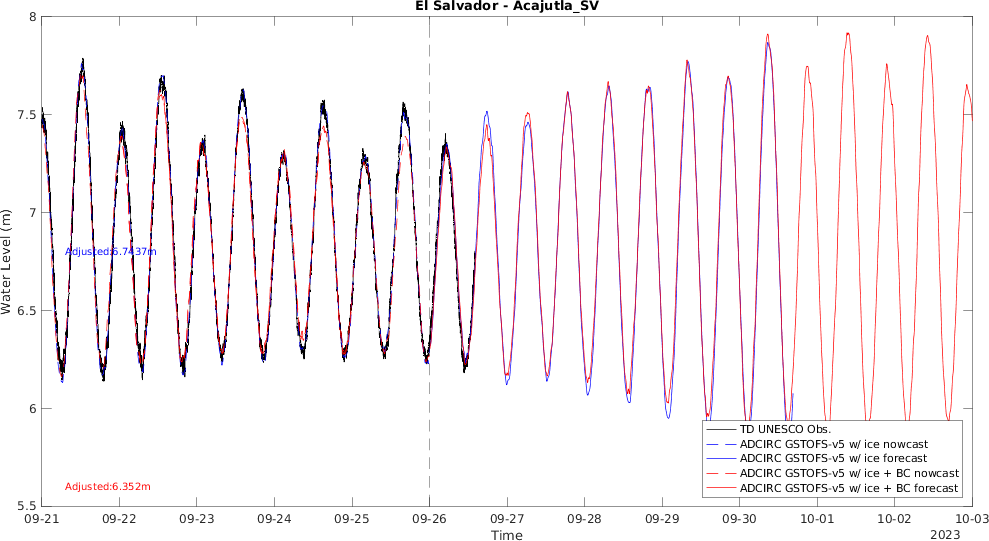 El Salvador - Acajutla_SV
8
7.5
7
6.5
6
5.5
Water Level (m)
Adjusted:6.7437m
Adjusted:6.352m
TD UNESCO Obs.
ADCIRC GSTOFS-v5 w/ ice nowcast
ADCIRC GSTOFS-v5 w/ ice forecast
ADCIRC GSTOFS-v5 w/ ice + BC nowcast
ADCIRC GSTOFS-v5 w/ ice + BC forecast
09-21 09-22 09-23 09-24 09-25 09-26 09-27 09-28 09-29 09-30 10-01 10-02 10-03
Time
2023